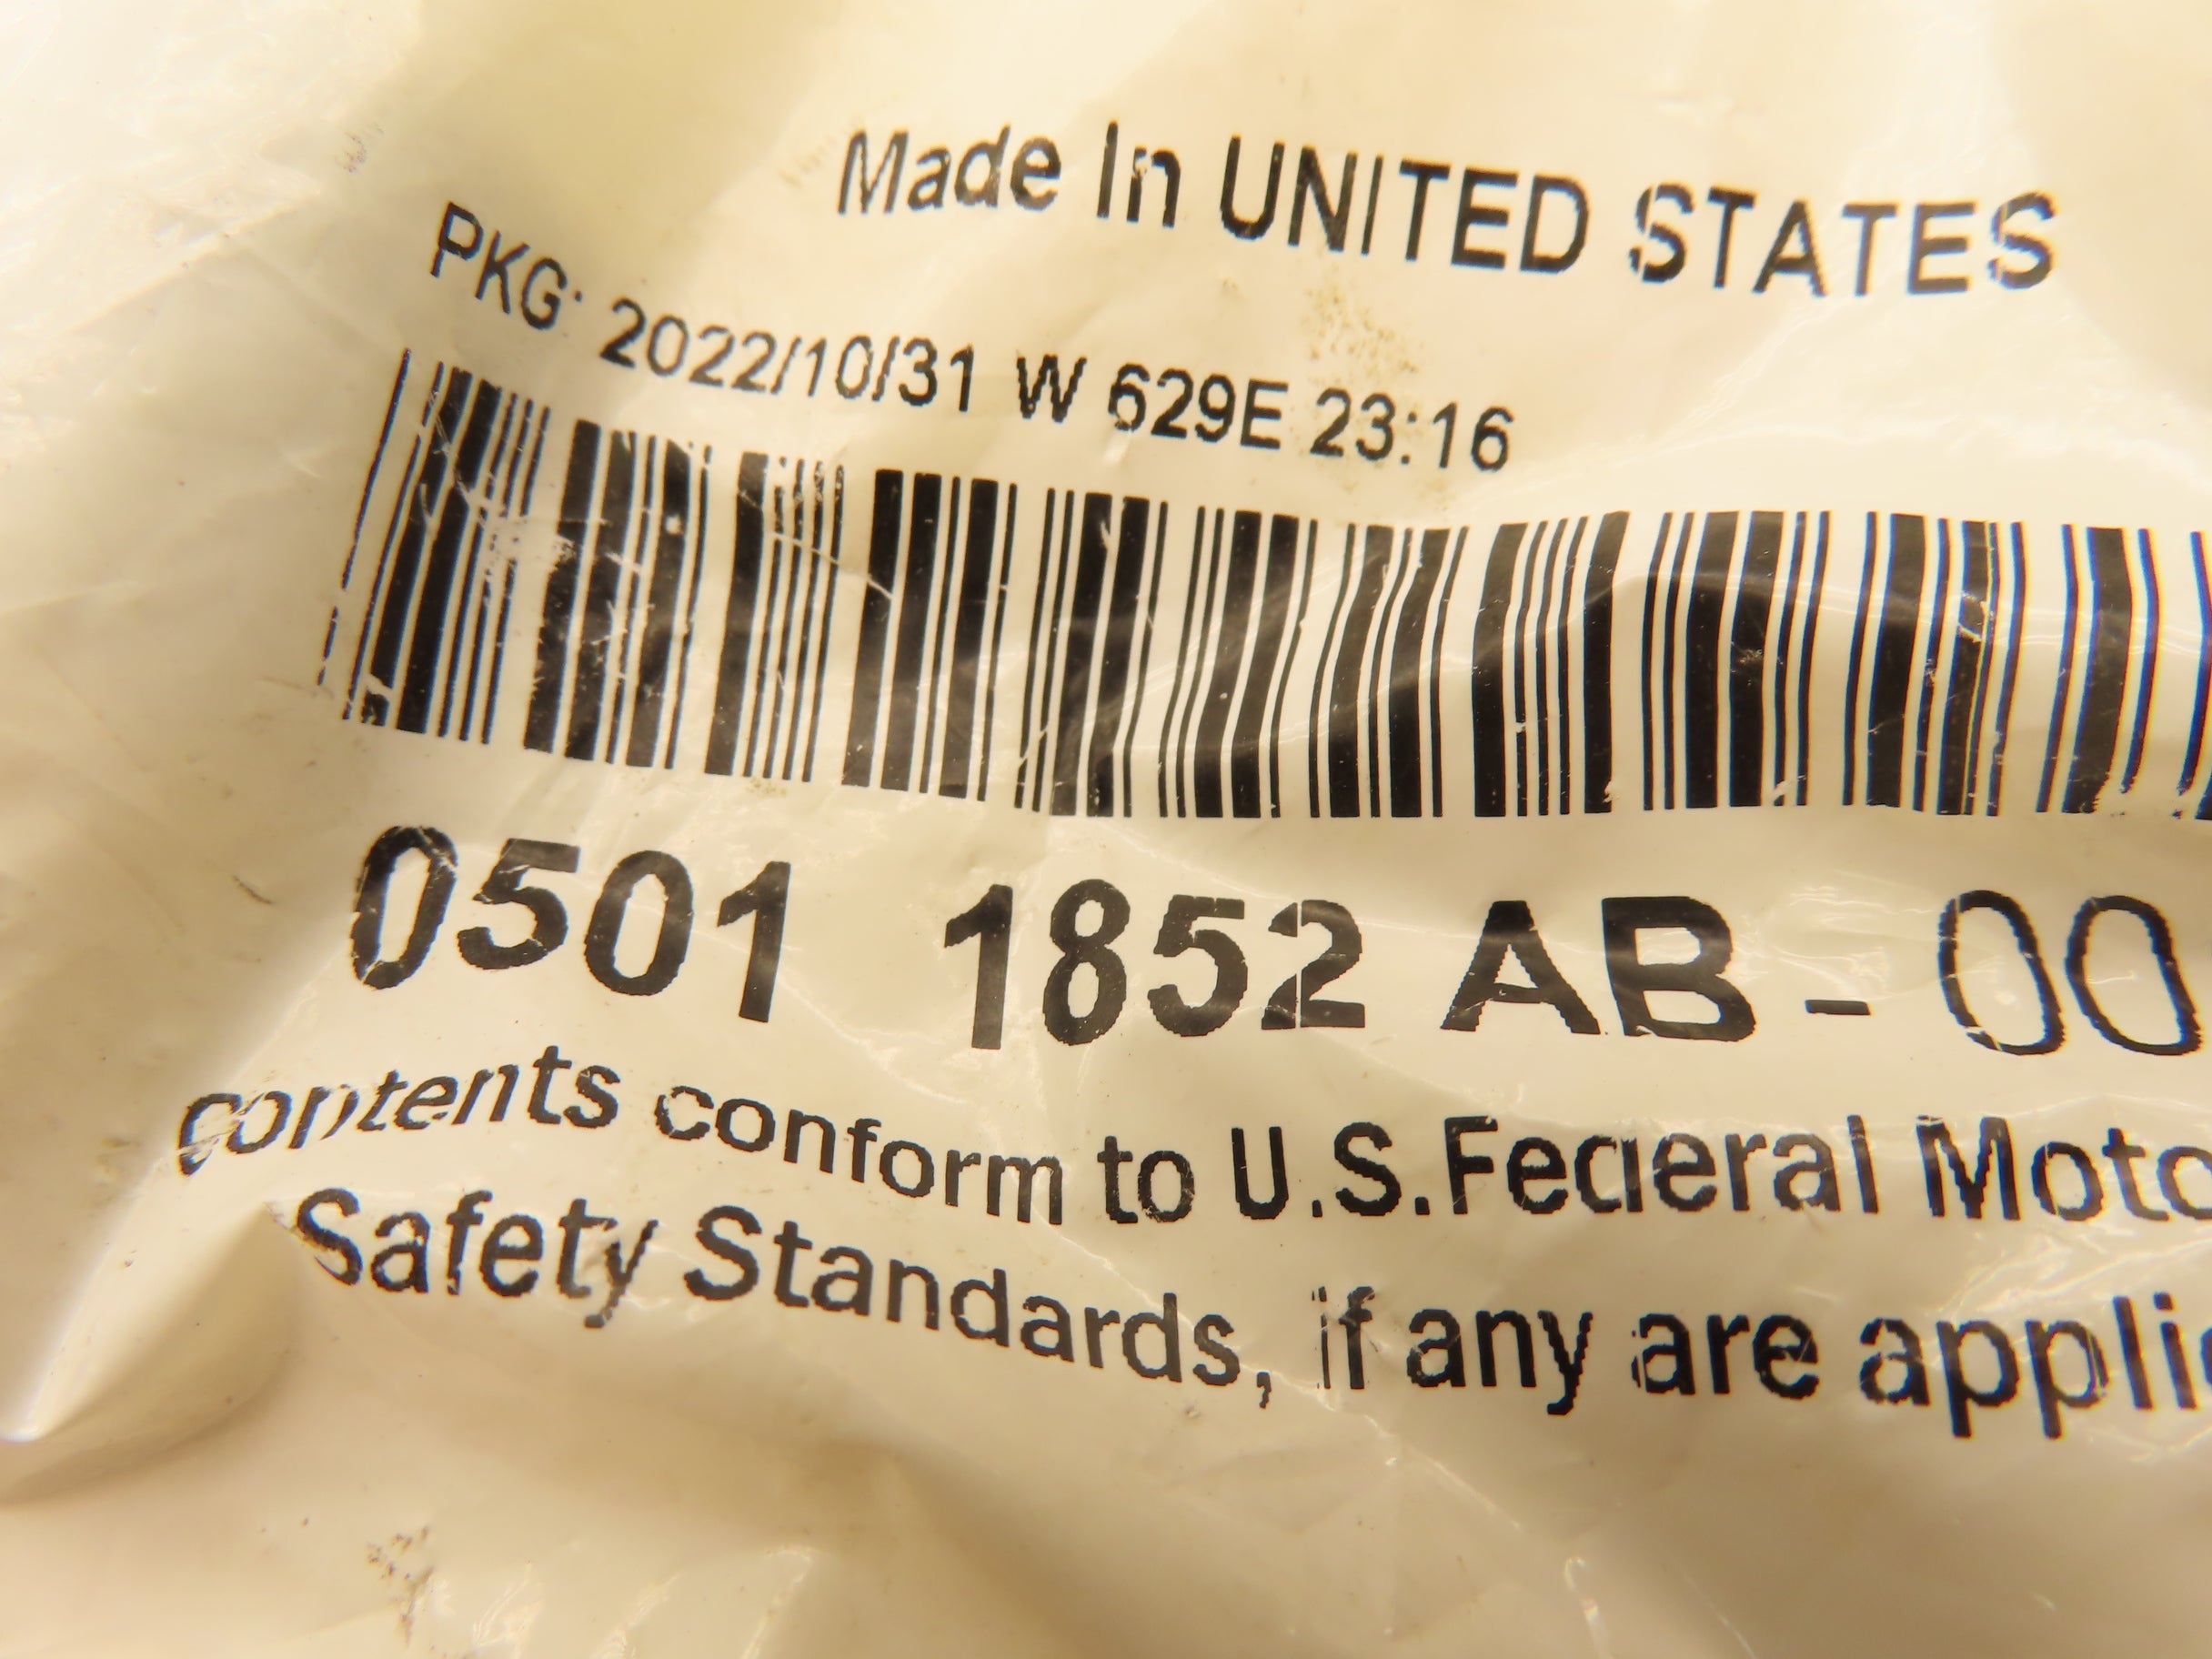 Made In UNITED STATES
PKG: 2022/10/31 W 629E 23:16
0501 1852 AB - 00
contents conform to U.S. Federal
Safety Standards, if any are